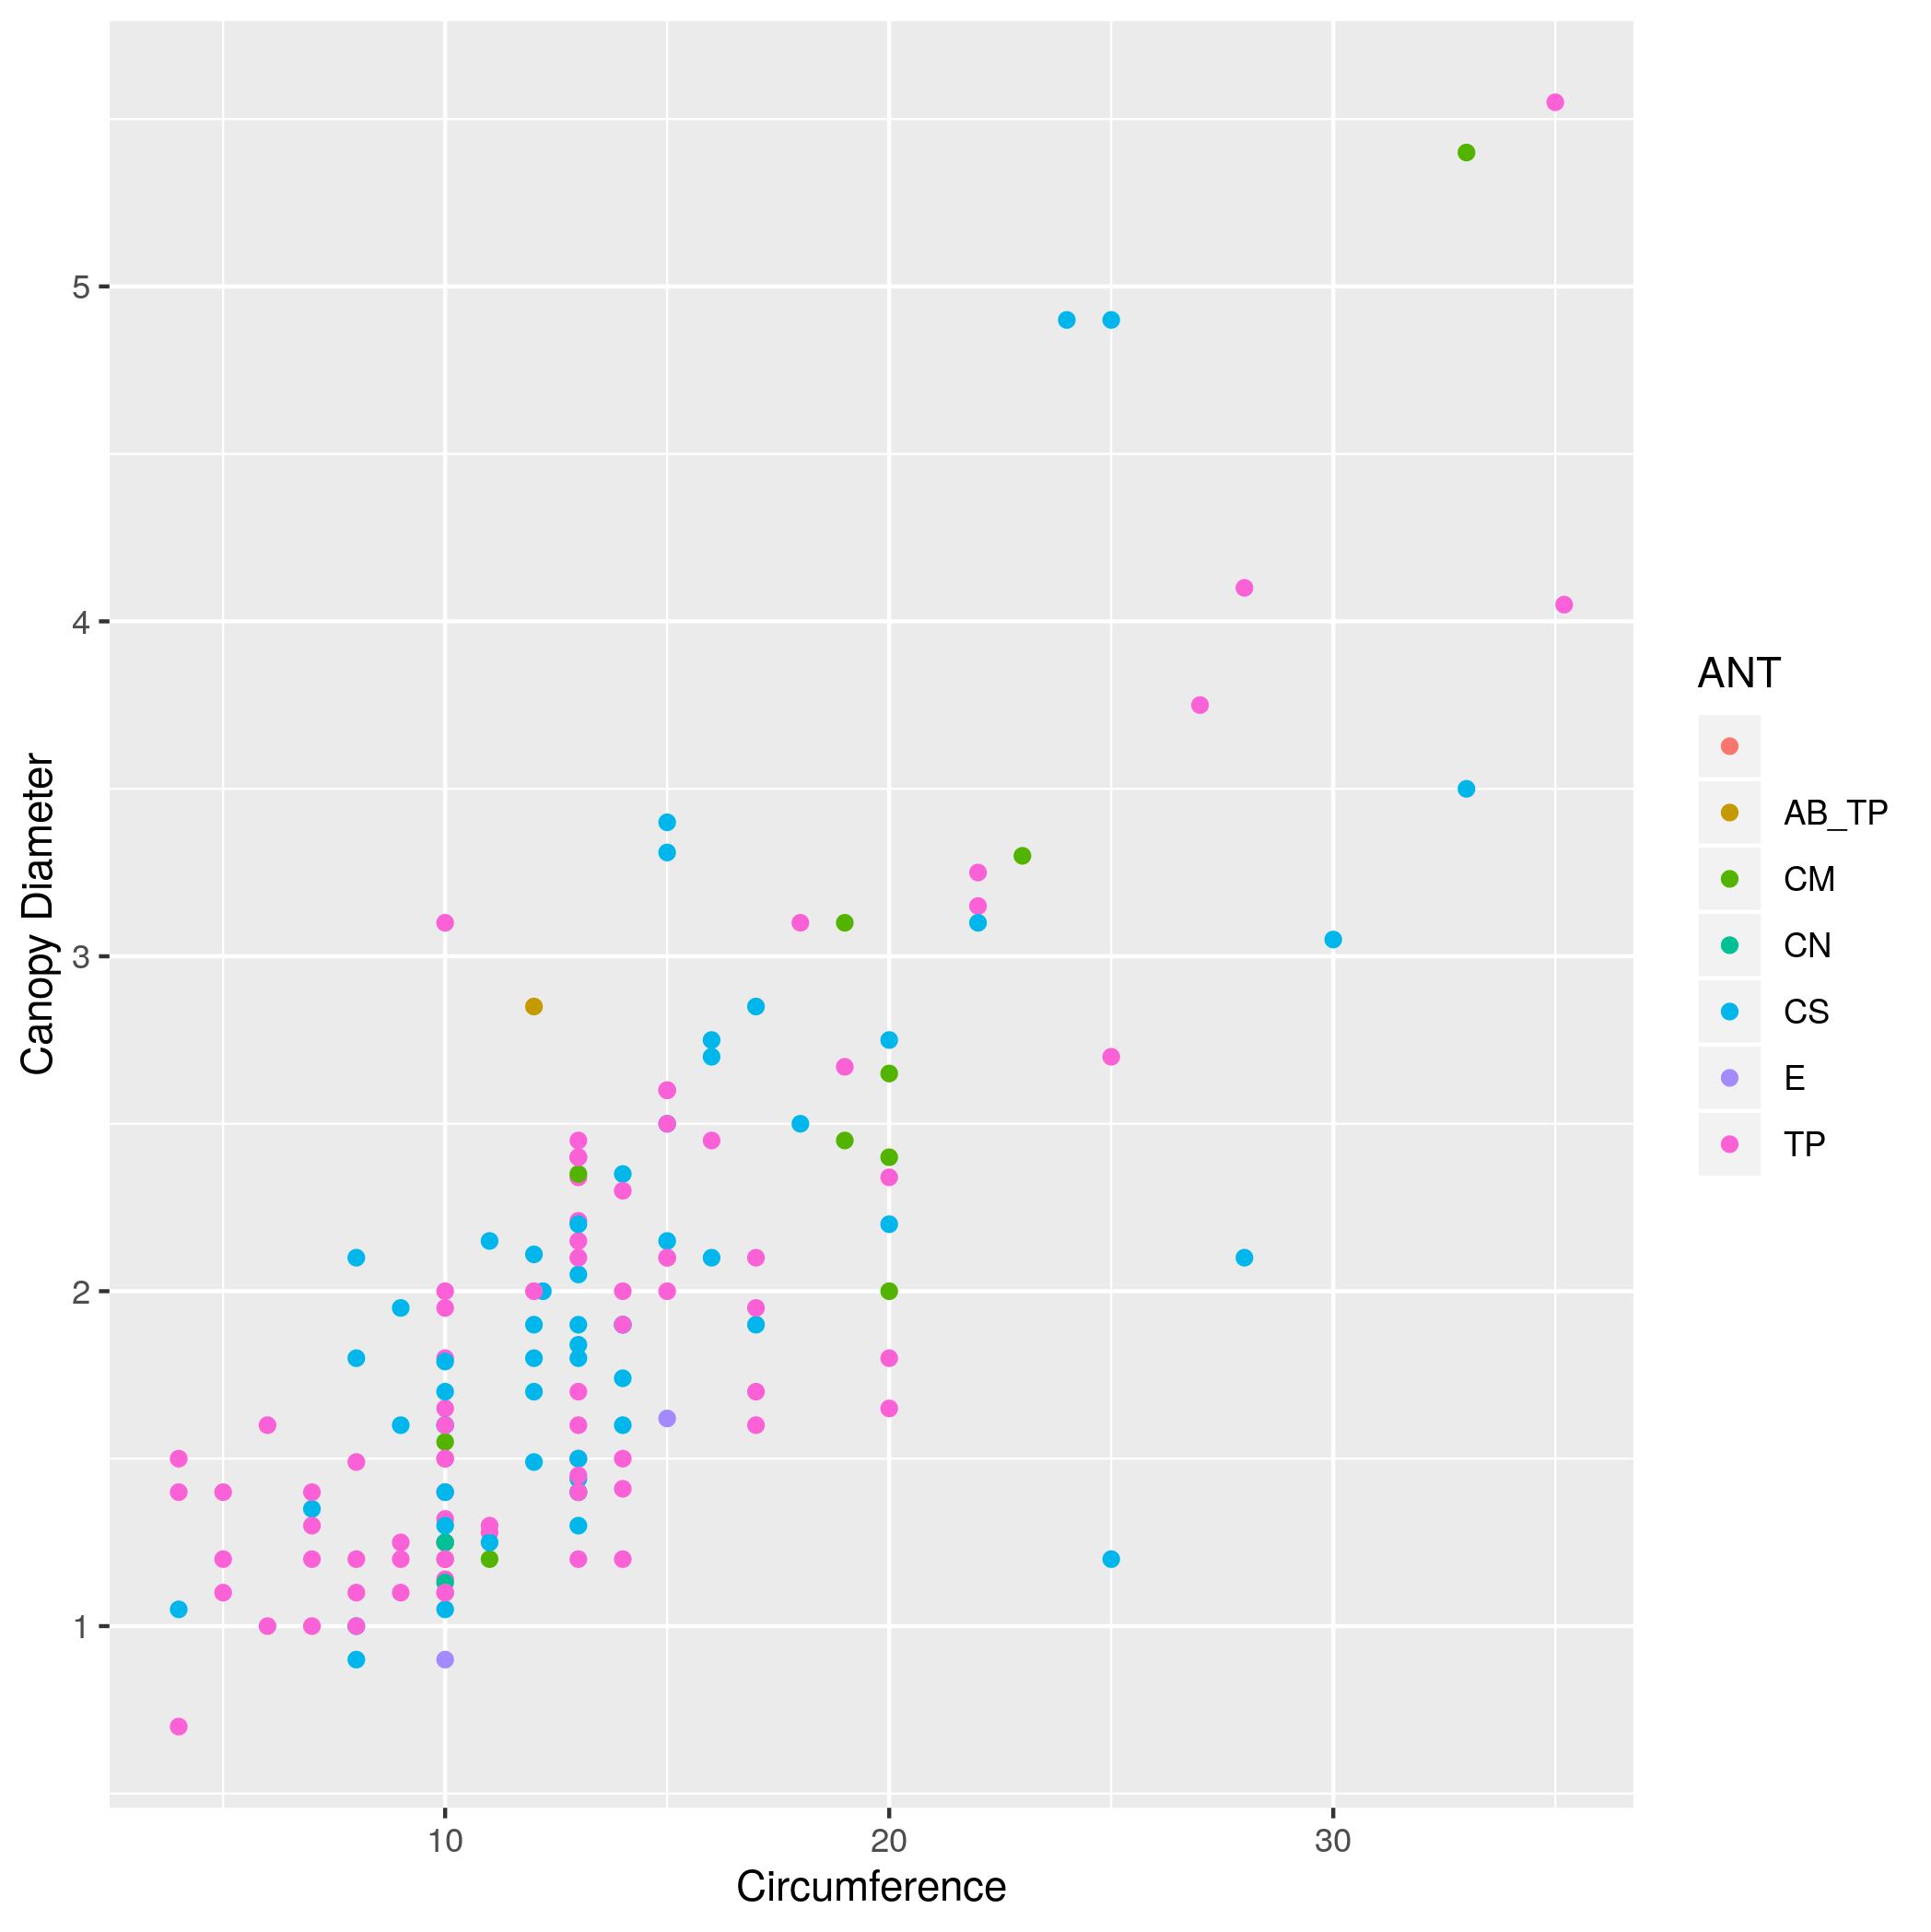 5
4
3
2
1
Canopy Diameter
10
20
30
Circumference
ANT
AB_TP
CM
CN
CS
E
TP